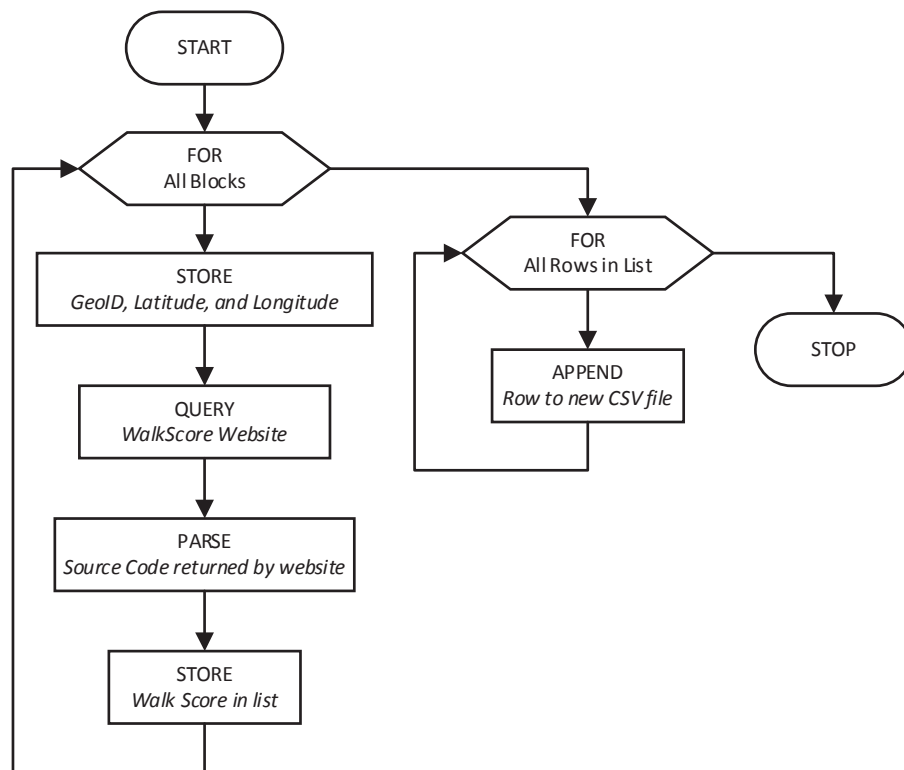 START
FOR
All Blocks
STORE
GeoID, Latitude, and Longitude
QUERY
WalkScore Website
PARSE
Source Code returned by website
STORE
Walk Score in list
FOR
All Rows in List
APPEND
Row to new CSV file
STOP